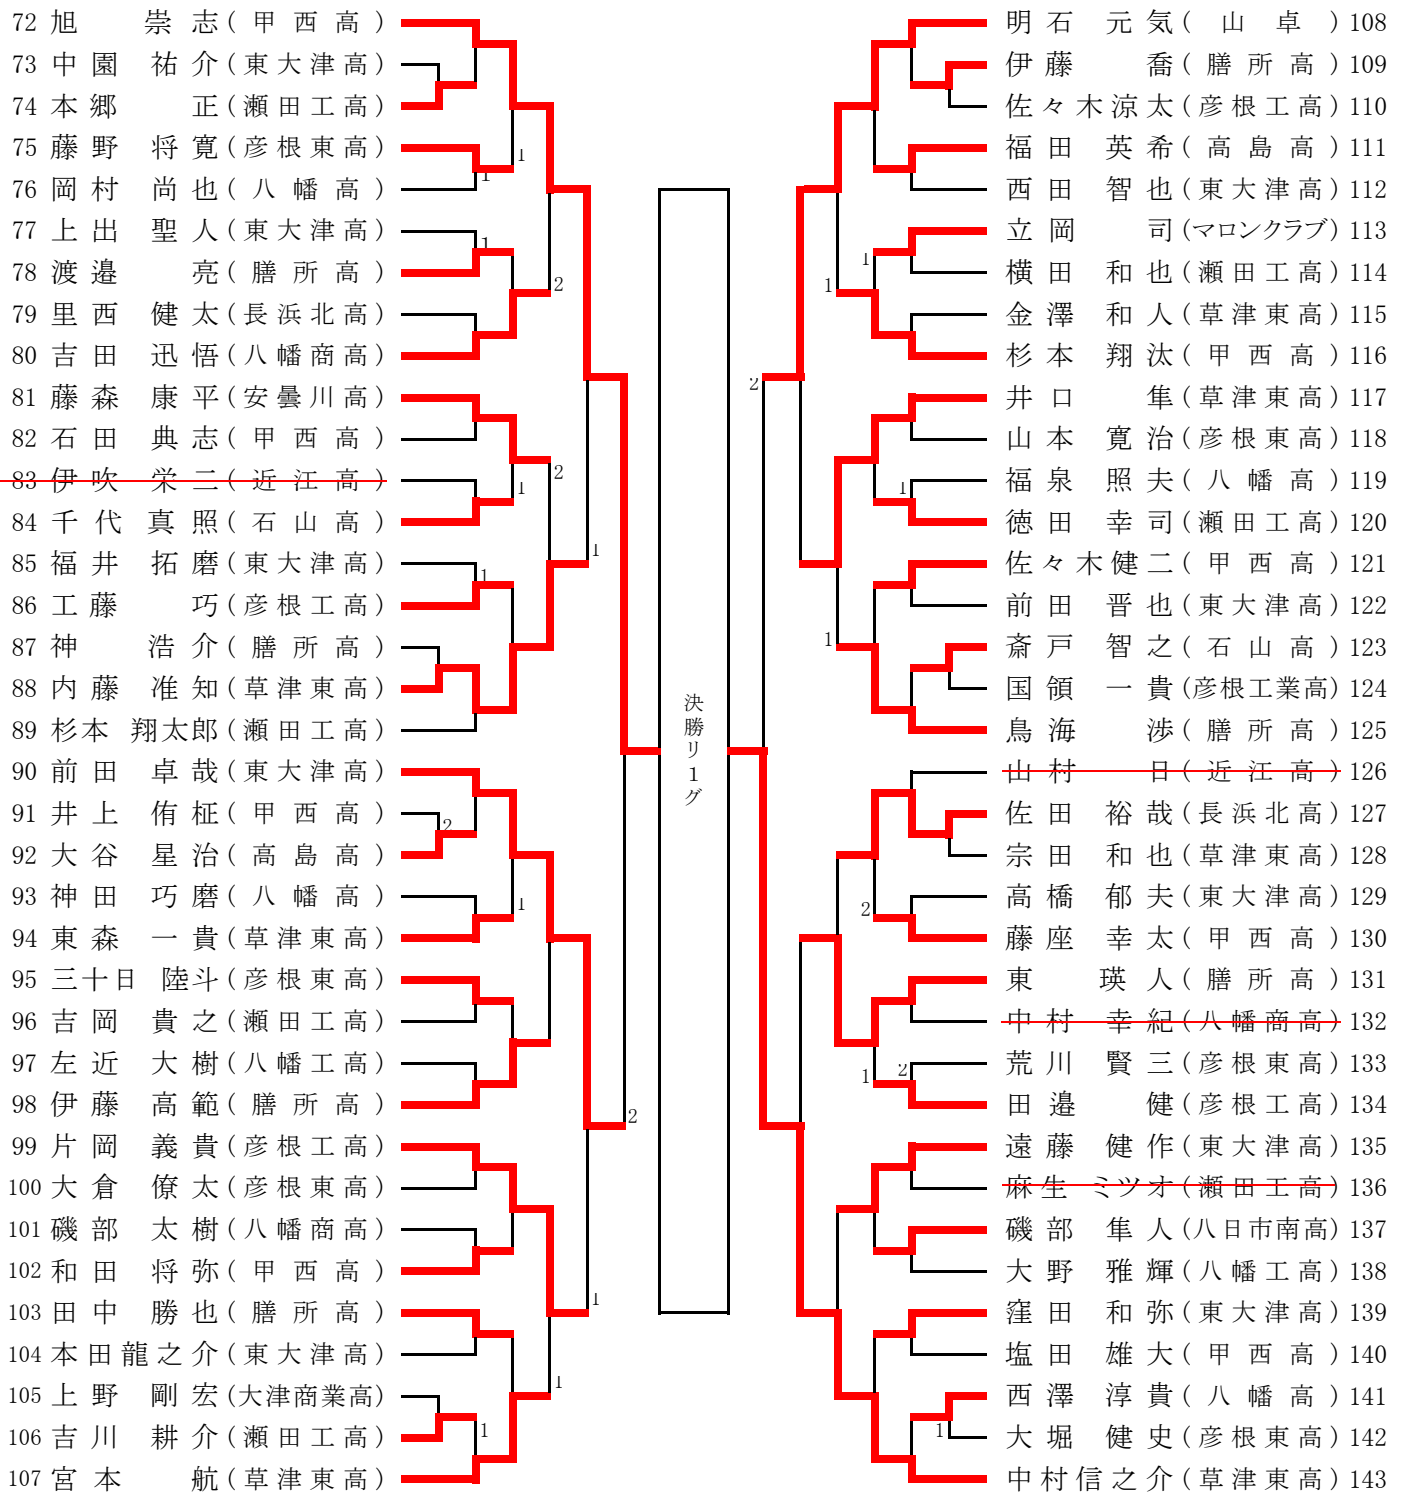 72 旭 崇志(甲西高)
73 中園 祐介(東大津高)
74 本郷 正(瀬田工高)
75 藤野 将寛(彦根東高)
1
76 岡村 尚也(八幡高)
1
77 上出 聖人(東大津高)
1
78 渡邉 亮(膳所高)
2
79 里西 健太(長浜北高)
80 吉田 迅悟(八幡商高)
81 藤森 康平(安曇川高)
82 石田 典志(甲西高)
2
83 伊吹 栄二(近江高)
1
84 千代 真照(石山高)
85 福井 拓磨(東大津高)
1
1
86 工藤 巧(彦根工高)
87 神 浩介(膳所高)
88 内藤 准知(草津東高)
89 杉本 翔太郎(瀬田工高)
90 前田 卓哉(東大津高)
91 井上 侑柾(甲西高)
2
92 大谷 星治(高島高)
93 神田 巧磨(八幡高)
1
94 東森 一貴(草津東高)
95 三十日 陸斗(彦根東高)
96 吉岡 貴之(瀬田工高)
97 左近 大樹(八幡工高)
98 伊藤 高範(膳所高)
2
99 片岡 義貴(彦根工高)
100 大倉 僚太(彦根東高)
101 磯部 太樹(八幡商高)
102 和田 将弥(甲西高)
1
103 田中 勝也(膳所高)
104 本田龍之介(東大津高)
1
105 上野 剛宏(大津商業高)
106 吉川 耕介(瀬田工高)
1
107 宮本 航(草津東高)
決勝リーグ
明石 元気(山卓)108
伊藤 喬(膳所高)109
佐々木涼太(彦根工高)110
福田 英希(高島高)111
西田 智也(東大津高)112
立岡 司(マロンクラブ)113
1
横田 和也(瀬田工高)114
1
金澤 和人(草津東高)115
杉本 翔汰(甲西高)116
2
井口 隼(草津東高)117
山本 寛治(彦根東高)118
1
福泉 照夫(八幡高)119
徳田 幸司(瀬田工高)120
佐々木健二(甲西高)121
前田 晋也(東大津高)122
1
斎戸 智之(石山高)123
国領 一貴(彦根工業高)124
鳥海 渉(膳所高)125
山村 日(近江高)126
佐田 裕哉(長浜北高)127
宗田 和也(草津東高)128
高橋 郁夫(東大津高)129
2
藤座 幸太(甲西高)130
東 瑛人(膳所高)131
中村 幸紀(八幡商高)132
1
2
荒川 賢三(彦根東高)133
田邉 健(彦根工高)134
遠藤 健作(東大津高)135
麻生 ミツオ(瀬田工高)136
磯部 隼人(八日市南高)137
大野 雅輝(八幡工高)138
窪田 和弥(東大津高)139
塩田 雄大(甲西高)140
西澤 淳貴(八幡高)141
1
大堀 健史(彦根東高)142
中村信之介(草津東高)143